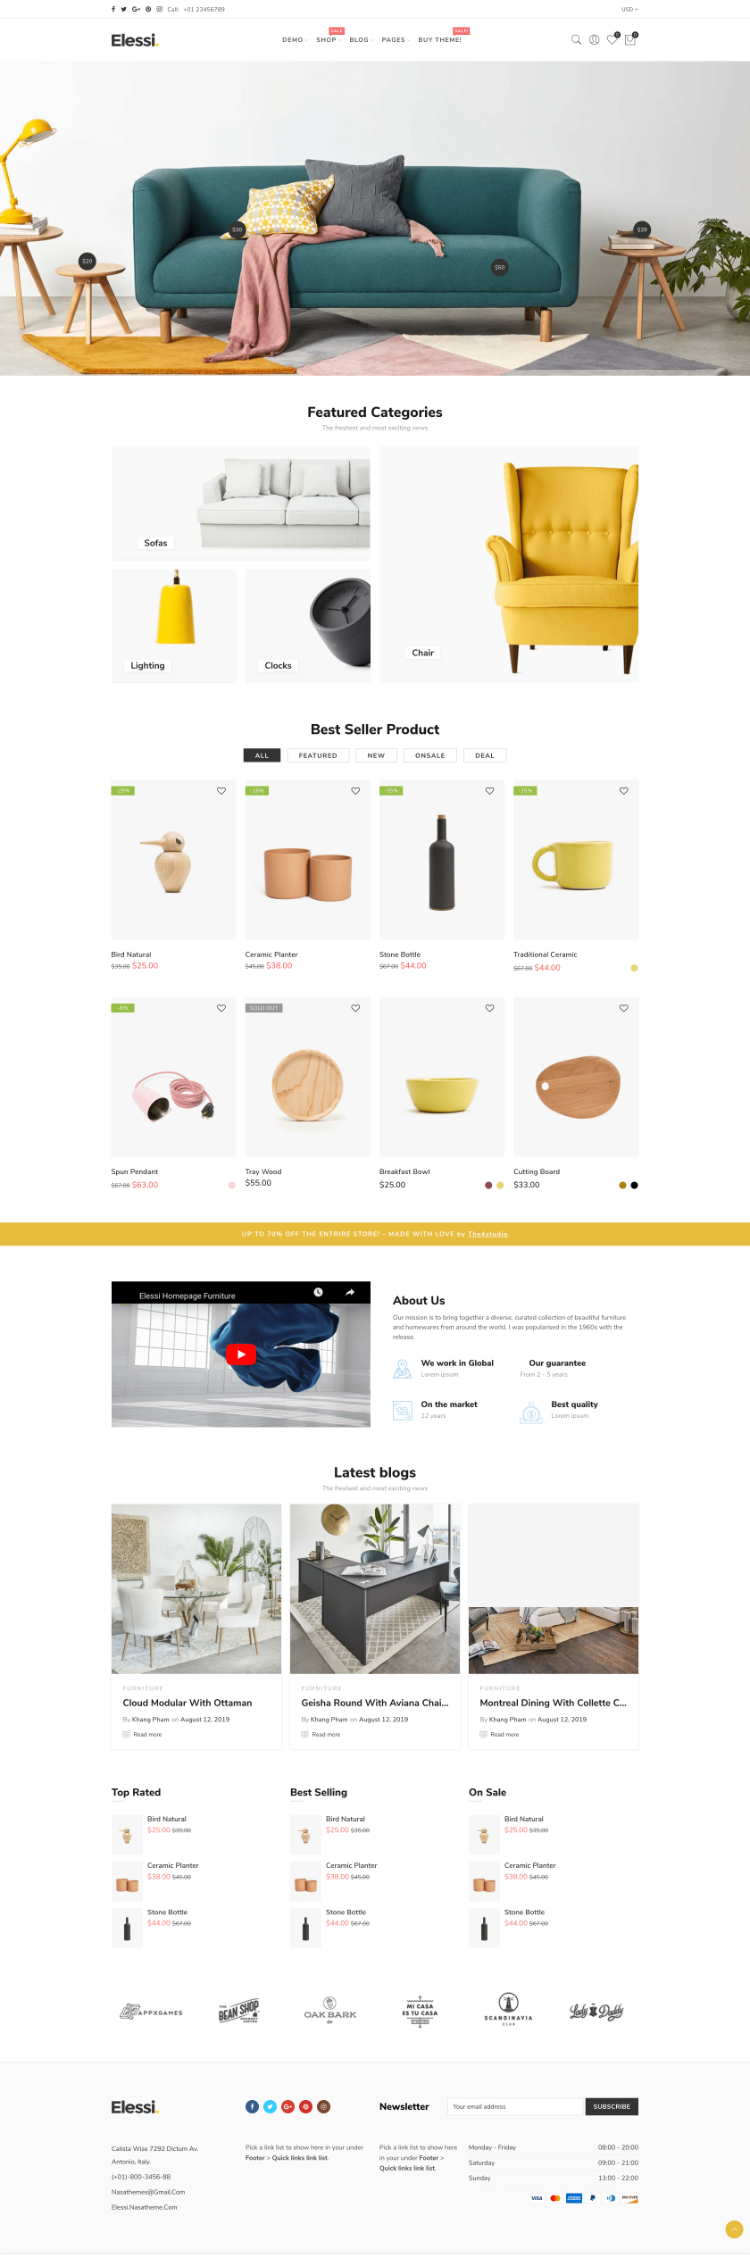 Call: +01 23456789
USD
Elessi.
SALE
SALE!
DEMO SHOP BLOG PAGES BUY THEME!
0 0
$30
$29
$20
$50
Featured Categories
The freshest and most exciting news
Sofas
Chair
Lighting
Clocks
Best Seller Product
ALL FEATURED NEW ONSALE DEAL
Bird Natural
$35.00 $25.00
Ceramic Planter
$45.00 $38.00
Stone Bottle
$67.00 $44.00
Traditional Ceramic
$67.00 $44.00
SOLD OUT
Spun Pendant
$67.00 $63.00
Tray Wood
$55.00
Breakfast Bowl
$25.00
Cutting Board
$33.00
UP TO 70% OFF THE ENTRIRE STORE! - MADE WITH LOVE by The4studio
Elessi Homepage Furniture
About Us
Our mission is to bring together a diverse, curated collection of beautiful furniture
and homewares from around the world. I was popularised in the 1960s with the
release.
We work in Global
Lorem ipsum
Our guarantee
From 2 - 5 years
On the market
12 years
Best quality
Lorem ipsum
Latest blogs
The freshest and most exciting news
FURNITURE
Cloud Modular With Ottaman
By Khang Pham on August 12, 2019
Read more
FURNITURE
Geisha Round With Aviana Chai...
By Khang Pham on August 12, 2019
Read more
FURNITURE
Montreal Dining With Collette C...
By Khang Pham on August 12, 2019
Read more
Top Rated
Bird Natural
$25.00 $35.00
Ceramic Planter
$38.00 $45.00
Stone Bottle
$44.00 $67.00
Best Selling
Bird Natural
$25.00 $35.00
Ceramic Planter
$38.00 $45.00
Stone Bottle
$44.00 $67.00
On Sale
Bird Natural
$25.00 $35.00
Ceramic Planter
$38.00 $45.00
Stone Bottle
$44.00 $67.00
APPXGAMES
THE
BEAN SHOP
OAK BARK
MI CASA
ES TU CASA
SCANDINAVIA
CLUB
Lady Daddy
Elessi.
Newsletter
Your email address
SUBSCRIBE
Calista Wise 7292 Dictum Av.
Antonio, Italy.
(+01)-800-3456-88
Nasathemes@Gmail.Com
Elessi.Nasatheme.Com
Pick a link list to show here in your under
Footer > Quick links link list.
Pick a link list to show here
in your under Footer >
Quick links link list.
Monday - Friday 08:00 - 20:00
Saturday 09:00 - 21:00
Sunday 13:00 - 22:00
VISA
DISCOVER